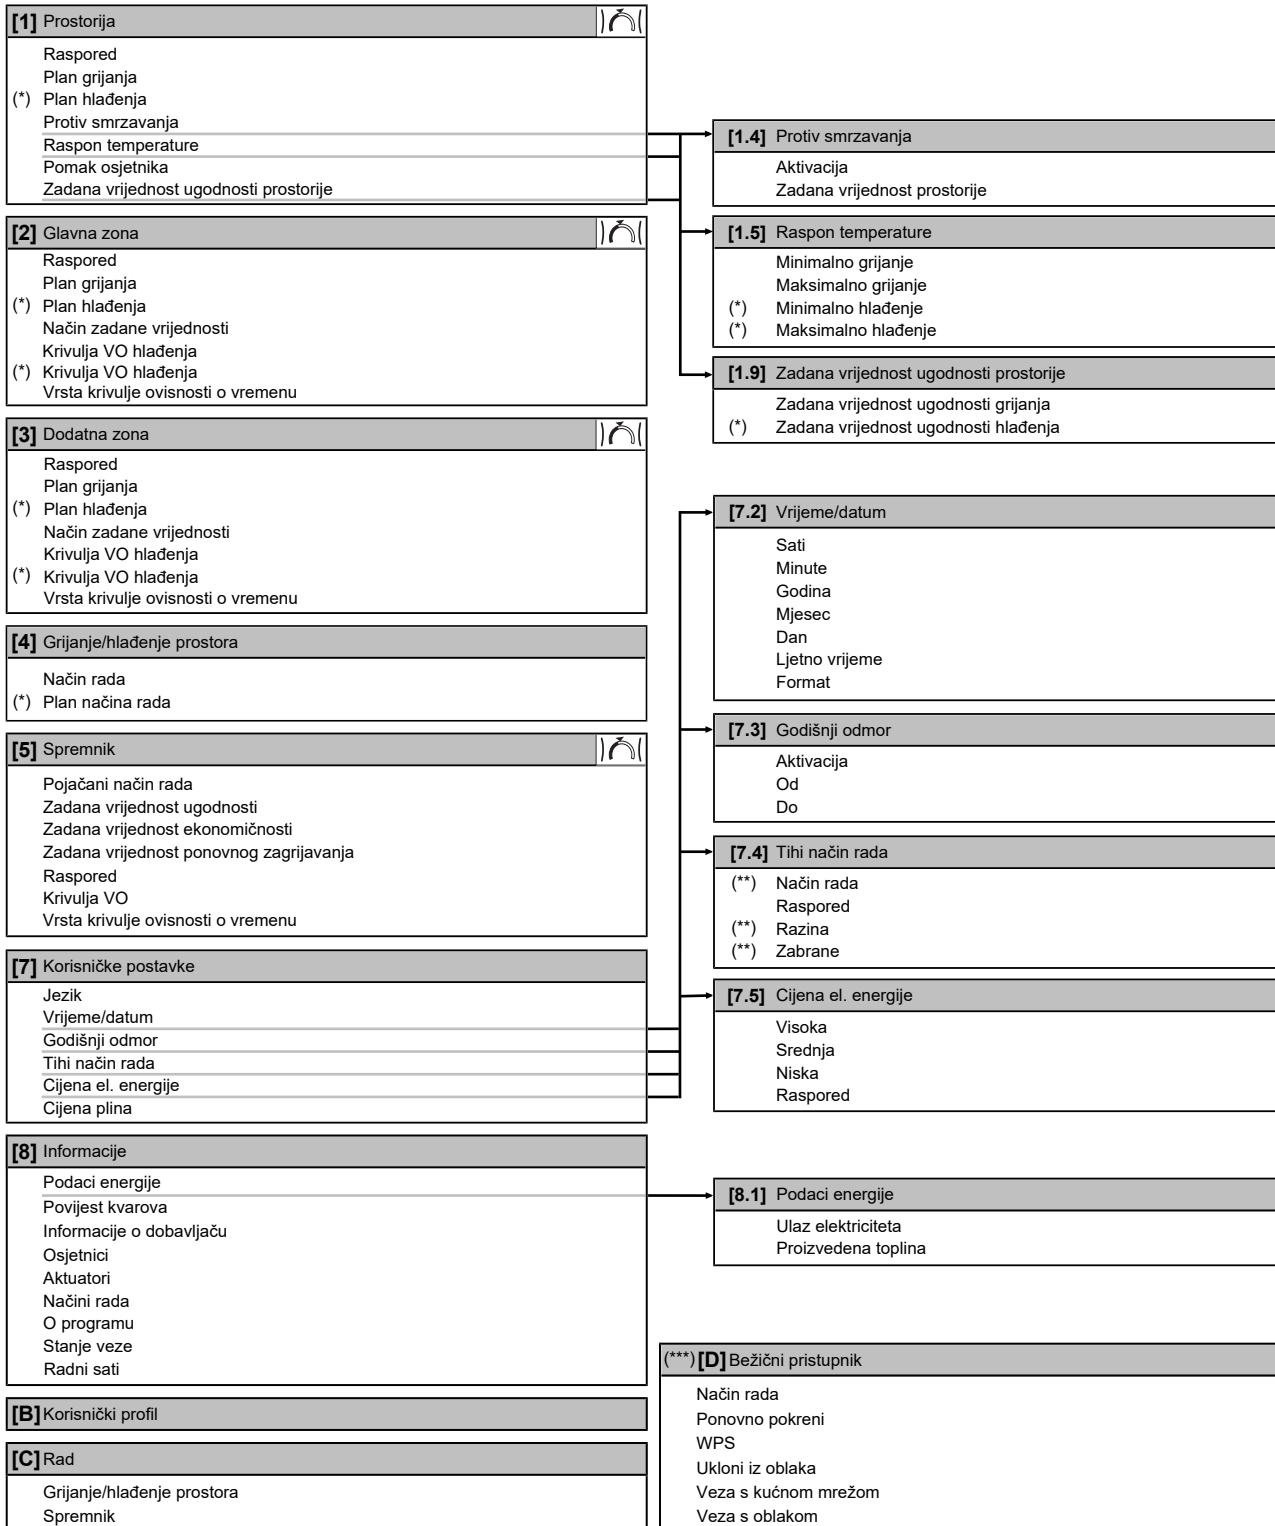 [1] Prostorija
Raspored
Plan grijanja
(*) Plan hlađenja
Protiv smrzavanja
Raspon temperature
Pomak osjetnika
Zadana vrijednost ugodnosti prostorije
[2] Glavna zona
Raspored
Plan grijanja
(*) Plan hlađenja
Način zadane vrijednosti
Krivulja VO hlađenja
(*) Krivulja VO hlađenja
Vrsta krivulje ovisnosti o vremenu
[3] Dodatna zona
Raspored
Plan grijanja
(*) Plan hlađenja
Način zadane vrijednosti
Krivulja VO hlađenja
(*) Krivulja VO hlađenja
Vrsta krivulje ovisnosti o vremenu
[4] Grijanje/hlađenje prostora
Način rada
(*) Plan načina rada
[5] Spremnik
Pojačani način rada
Zadana vrijednost ugodnosti
Zadana vrijednost ekonomičnosti
Zadana vrijednost ponovnog zagrijavanja
Raspored
Krivulja VO
Vrsta krivulje ovisnosti o vremenu
[7] Korisničke postavke
Jezik
Vrijeme/datum
Godišnji odmor
Tihi način rada
Cijena el. energije
Cijena plina
[8] Informacije
Podaci energije
Povijest kvarova
Informacije o dobavljaču
Osjetnici
Aktuatori
Načini rada
O programu
Stanje veze
Radni sati
[B] Korisnički profil
[C] Rad
Grijanje/hlađenje prostora
Spremnik
[1.4] Protiv smrzavanja
Aktivacija
Zadana vrijednost prostorije
[1.5] Raspon temperature
Minimalno grijanje
Maksimalno grijanje
(*) Minimalno hlađenje
(*) Maksimalno hlađenje
[1.9] Zadana vrijednost ugodnosti prostorije
Zadana vrijednost ugodnosti grijanja
(*) Zadana vrijednost ugodnosti hlađenja
[7.2] Vrijeme/datum
Sati
Minute
Godina
Mjesec
Dan
Ljetno vrijeme
Format
[7.3] Godišnji odmor
Aktivacija
Od
Do
[7.4] Tihi način rada
(**) Način rada
Raspored
(**) Razina
(**) Zabrane
[7.5] Cijena el. energije
Visoka
Srednja
Niska
Raspored
[8.1] Podaci energije
Ulaz elektriciteta
Proizvedena toplina
(***) [D] Bežični pristupnik
Način rada
Ponovno pokreni
WPS
Ukloni iz oblaka
Veza s kućnom mrežom
Veza s oblakom